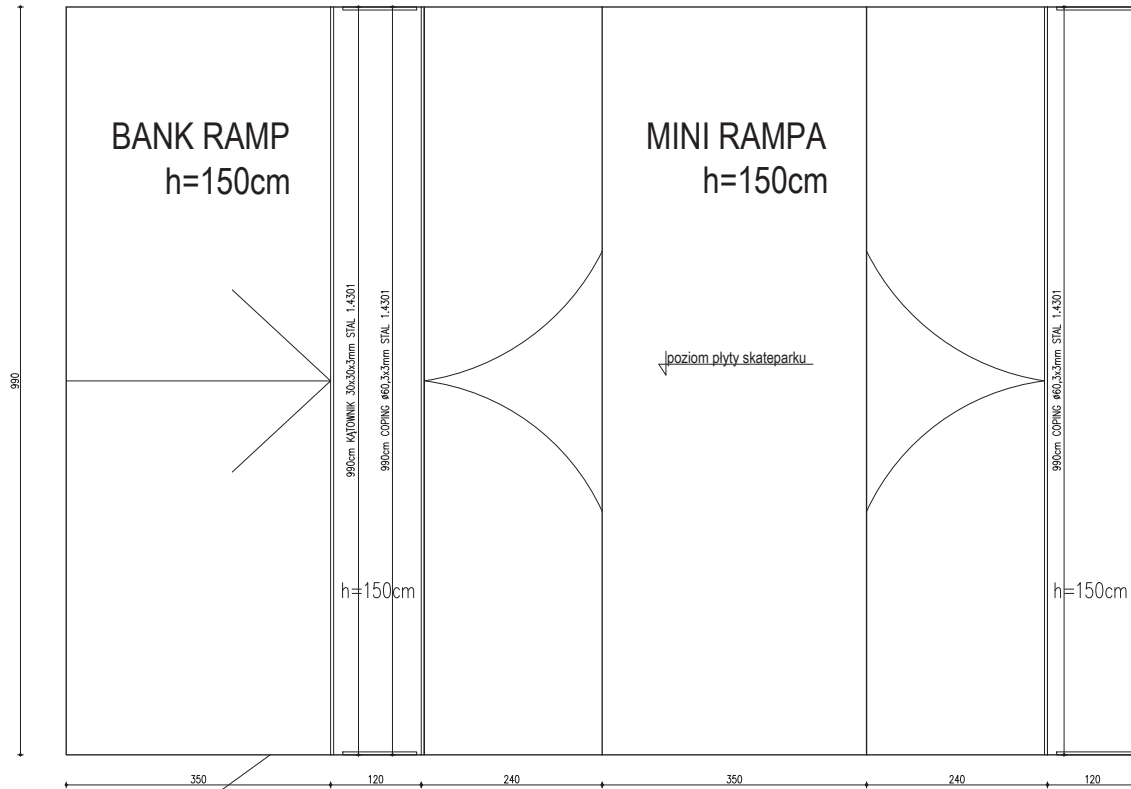 BANK RAMP
h=150cm
MINI RAMPA
h=150cm
990cm KĄTOWNIK 30x30x3mm STAL 1.4301
990cm COPING ø60,3x3mm STAL 1.4301
poziom płyty skateparku
990cm COPING ø60,3x3mm STAL 1.4301
990
h=150cm
h=150cm
350
120
240
350
240
120